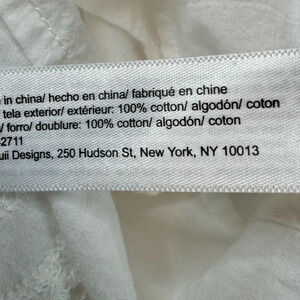 in china/ hecho en china/ fabriqué en chine
tela exterior/ extérieur: 100% cotton/ algodón/ coton
/ forro/ doublure: 100% cotton/ algodón/ coton
2711
uii Designs, 250 Hudson St, New York, NY 10013